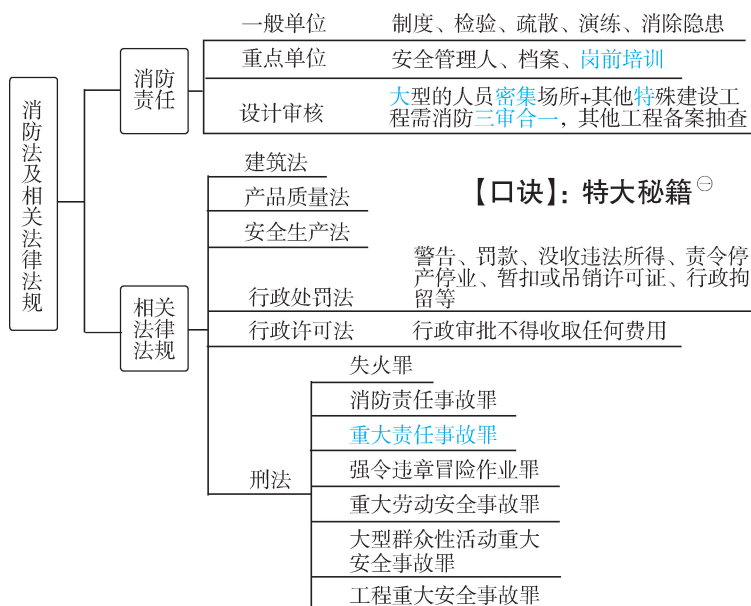 消防法及相关法律法规
消防
责任
一般单位
制度、检验、疏散、演练、消除隐患
重点单位
安全管理人、档案、岗前培训
设计审核
大型的人员密集场所+其他特殊建设工
程需消防三审合一，其他工程备案抽查
【口诀】：特大秘籍㊀
相关
法律
法规
建筑法
产品质量法
安全生产法
行政处罚法
警告、罚款、没收违法所得、责令停
产停业、暂扣或吊销许可证、行政拘
留等
行政许可法
行政审批不得收取任何费用
刑法
失火罪
消防责任事故罪
重大责任事故罪
强令违章冒险作业罪
重大劳动安全事故罪
大型群众性活动重大
安全事故罪
工程重大安全事故罪